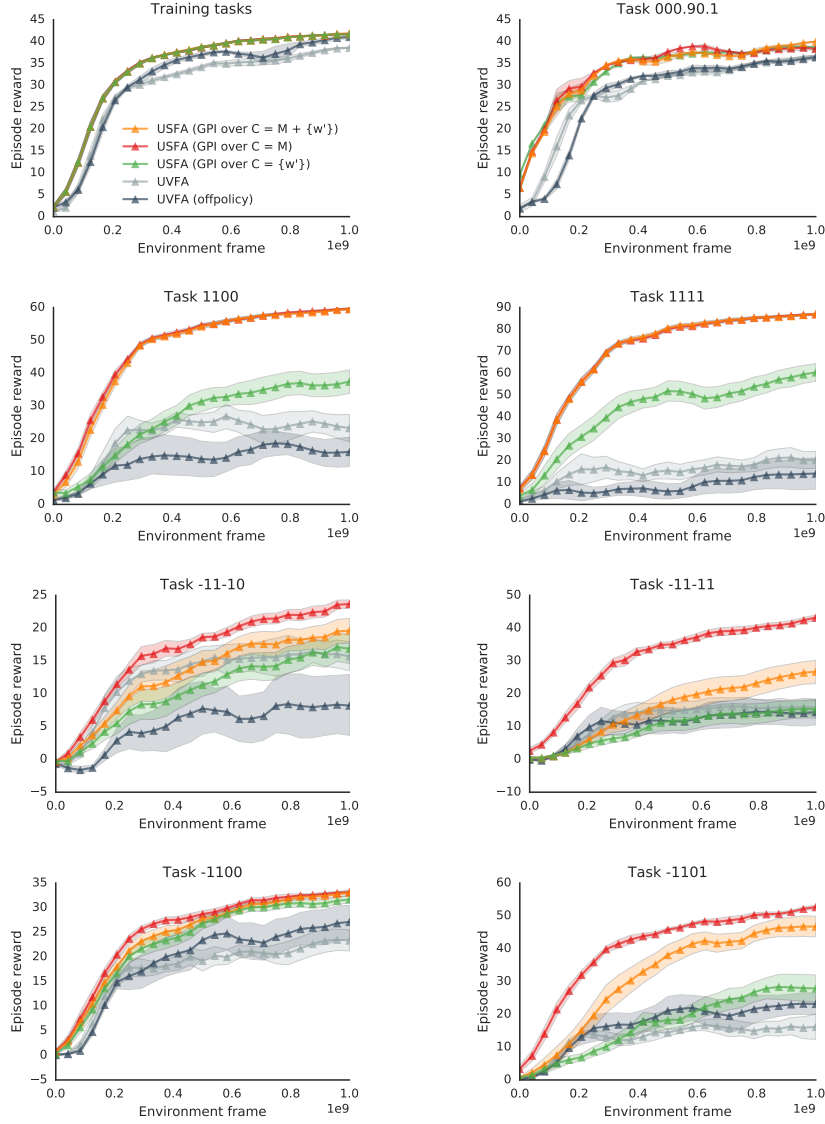 Training tasks
Episode reward
45
40
35
30
25
20
15
10
5
0
USFA (GPI over C = M + {w'})
USFA (GPI over C = M)
USFA (GPI over C = {w'})
UVFA
UVFA (offpolicy)
0.0 0.2 0.4 0.6 0.8 1.0
Environment frame
1e9
Task 000.90.1
Episode reward
45
40
35
30
25
20
15
10
5
0
0.0 0.2 0.4 0.6 0.8 1.0
Environment frame
1e9
Task 1100
Episode reward
60
50
40
30
20
10
0
0.0 0.2 0.4 0.6 0.8 1.0
Environment frame
1e9
Task 1111
Episode reward
90
80
70
60
50
40
30
20
10
0
0.0 0.2 0.4 0.6 0.8 1.0
Environment frame
1e9
Task -11-10
Episode reward
25
20
15
10
5
0
−5
0.0 0.2 0.4 0.6 0.8 1.0
Environment frame
1e9
Task -11-11
Episode reward
50
40
30
20
10
0
−10
0.0 0.2 0.4 0.6 0.8 1.0
Environment frame
1e9
Task -1100
Episode reward
35
30
25
20
15
10
5
0
−5
0.0 0.2 0.4 0.6 0.8 1.0
Environment frame
1e9
Task -1101
Episode reward
60
50
40
30
20
10
0
0.0 0.2 0.4 0.6 0.8 1.0
Environment frame
1e9